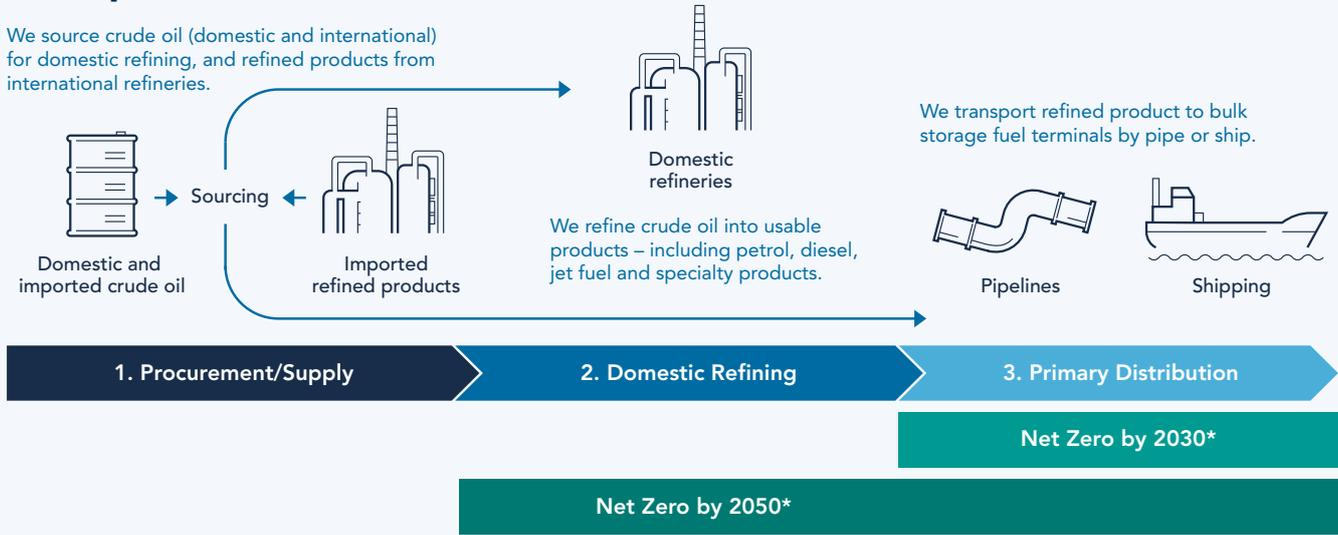 We source crude oil (domestic and international)
for domestic refining, and refined products from
international refineries.
Sourcing
Domestic and
imported crude oil
Imported
refined products
Domestic
refineries
We refine crude oil into usable
products – including petrol, diesel,
jet fuel and specialty products.
We transport refined product to bulk
storage fuel terminals by pipe or ship.
Pipelines
Shipping
1. Procurement/Supply
2. Domestic Refining
3. Primary Distribution
Net Zero by 2030*
Net Zero by 2050*